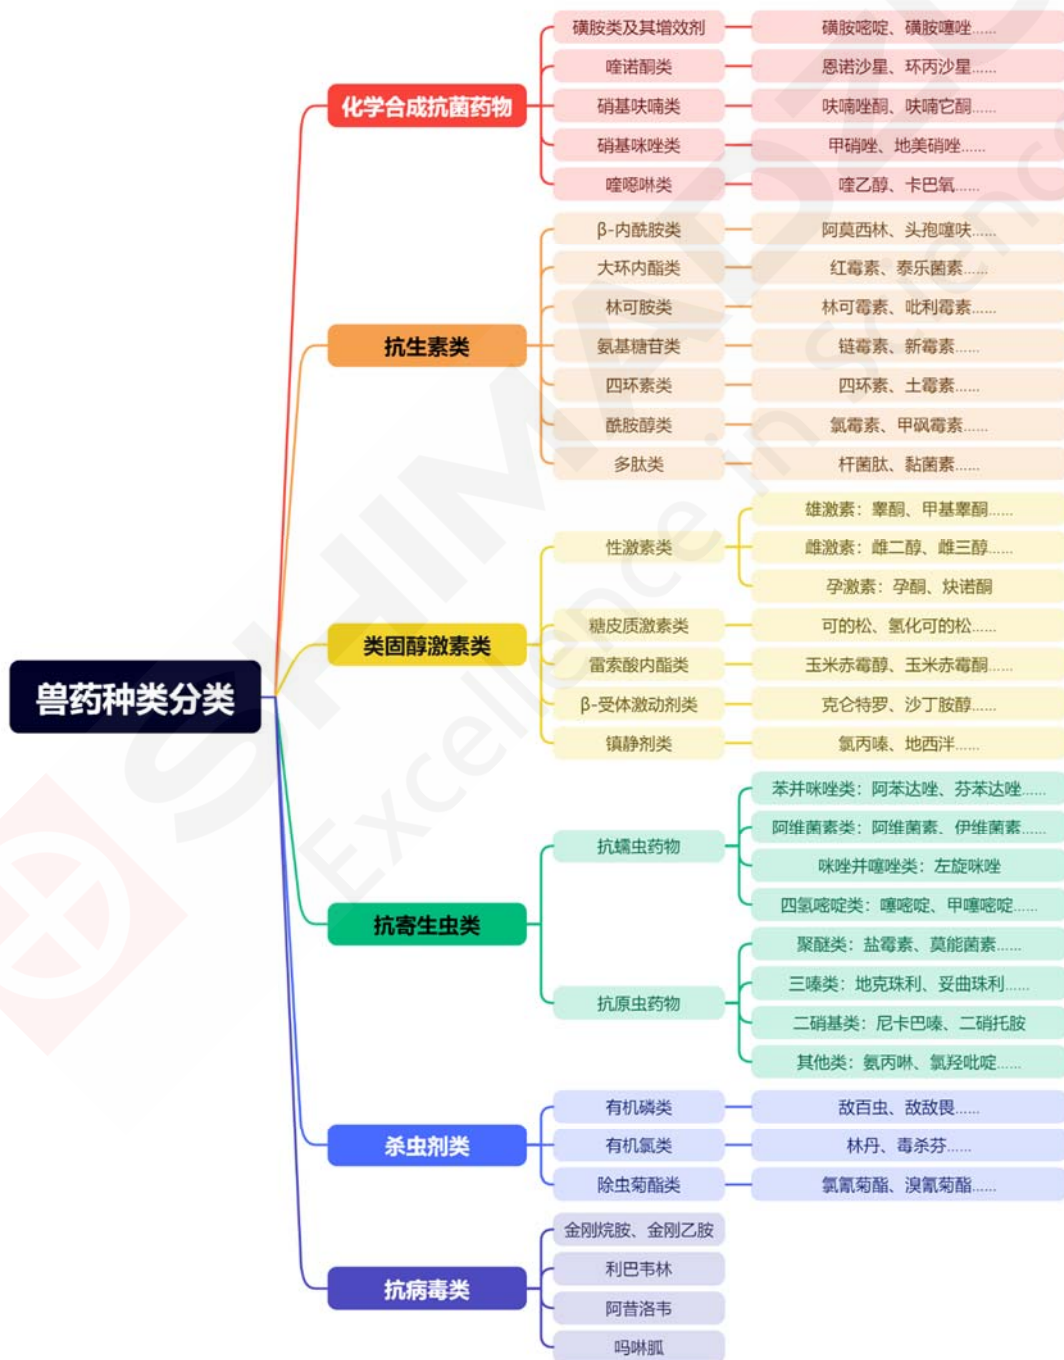 兽药种类分类
化学合成抗菌药物
磺胺类及其增效剂
磺胺嘧啶、磺胺噻唑......
喹诺酮类
恩诺沙星、环丙沙星......
硝基呋喃类
呋喃唑酮、呋喃它酮......
硝基咪唑类
甲硝唑、地美硝唑......
喹噁啉类
喹乙醇、卡巴氧......
抗生素类
β-内酰胺类
阿莫西林、头孢噻呋......
大环内酯类
红霉素、泰乐菌素......
林可胺类
林可霉素、吡利霉素......
氨基糖苷类
链霉素、新霉素......
四环素类
四环素、土霉素......
酰胺醇类
氯霉素、甲砜霉素......
多肽类
杆菌肽、黏菌素......
类固醇激素类
性激素类
雄激素：睾酮、甲基睾酮......
雌激素：雌二醇、雌三醇......
孕激素：孕酮、炔诺酮
糖皮质激素类
可的松、氢化可的松......
雷索酸内酯类
玉米赤霉醇、玉米赤霉酮......
β-受体激动剂类
克仑特罗、沙丁胺醇......
镇静剂类
氯丙嗪、地西泮......
抗寄生虫类
抗蠕虫药物
苯并咪唑类：阿苯达唑、芬苯达唑......
阿维菌素类：阿维菌素、伊维菌素......
咪唑并噻唑类：左旋咪唑
四氢嘧啶类：噻嘧啶、甲噻嘧啶......
抗原虫药物
聚醚类：盐霉素、莫能菌素......
三嗪类：地克珠利、妥曲珠利......
二硝基类：尼卡巴嗪、二硝托胺
其他类：氨丙啉、氯羟吡啶......
杀虫剂类
有机磷类
敌百虫、敌敌畏......
有机氯类
林丹、毒杀芬......
除虫菊酯类
氯氰菊酯、溴氰菊酯......
抗病毒类
金刚烷胺、金刚乙胺
利巴韦林
阿昔洛韦
吗啉胍
SHIMADZU
Excellence in Science